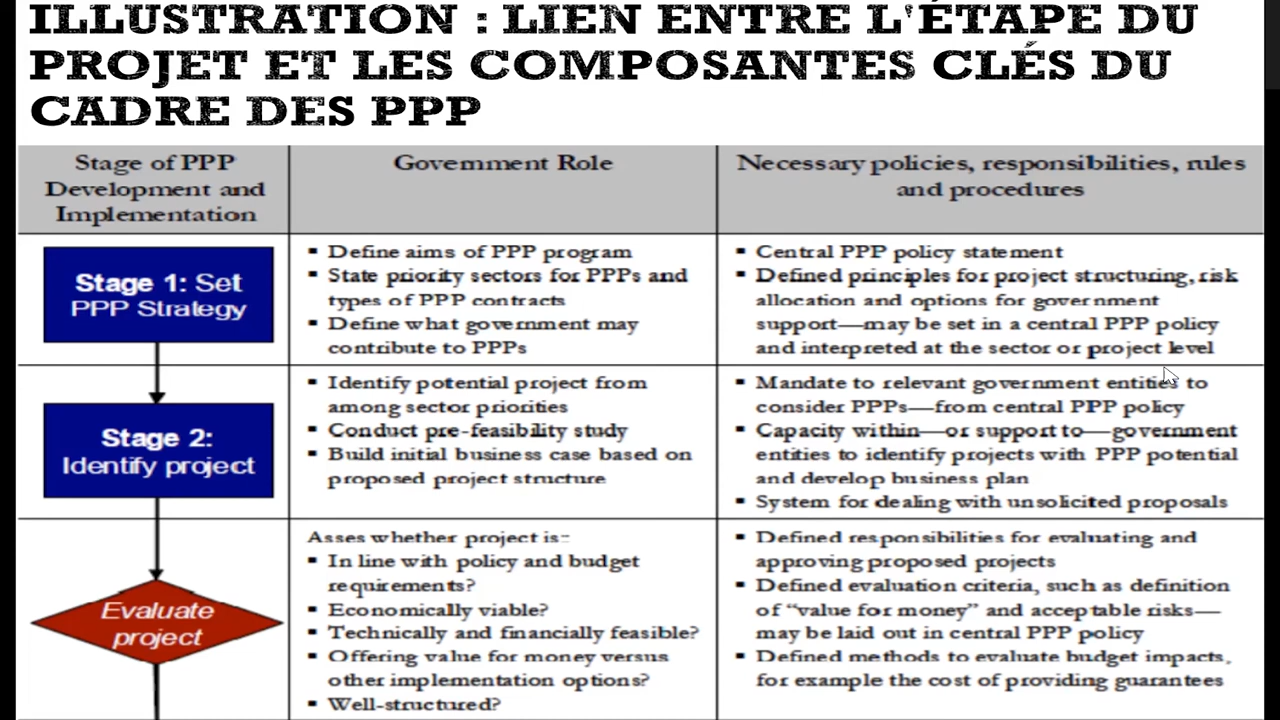 ILLUSTRATION : LIEN ENTRE L'ÉTAPE DU
PROJET ET LES COMPOSANTES CLÉS DU
CADRE DES PPP
Stage of PPP
Development and
Implementation
Government Role
Necessary policies, responsibilities, rules
and procedures
Stage 1: Set
PPP Strategy
▪ Define aims of PPP program
▪ State priority sectors for PPPs and
types of PPP contracts
▪ Define what government may
contribute to PPPs
▪ Central PPP policy statement
▪ Defined principles for project structuring, risk
allocation and options for government
support—may be set in a central PPP policy
and interpreted at the sector or project level
Stage 2:
Identify project
▪ Identify potential project from
among sector priorities
▪ Conduct pre-feasibility study
▪ Build initial business case based on
proposed project structure
▪ Mandate to relevant government entities to
consider PPPs—from central PPP policy
▪ Capacity within—or support to—government
entities to identify projects with PPP potential
and develop business plan
▪ System for dealing with unsolicited proposals
Evaluate
project
Asses whether project is:
▪ In line with policy and budget
requirements?
▪ Economically viable?
▪ Technically and financially feasible?
▪ Offering value for money versus
other implementation options?
▪ Well-structured?
▪ Defined responsibilities for evaluating and
approving proposed projects
▪ Defined evaluation criteria, such as definition
of “value for money” and acceptable risks—
may be laid out in central PPP policy
▪ Defined methods to evaluate budget impacts,
for example the cost of providing guarantees